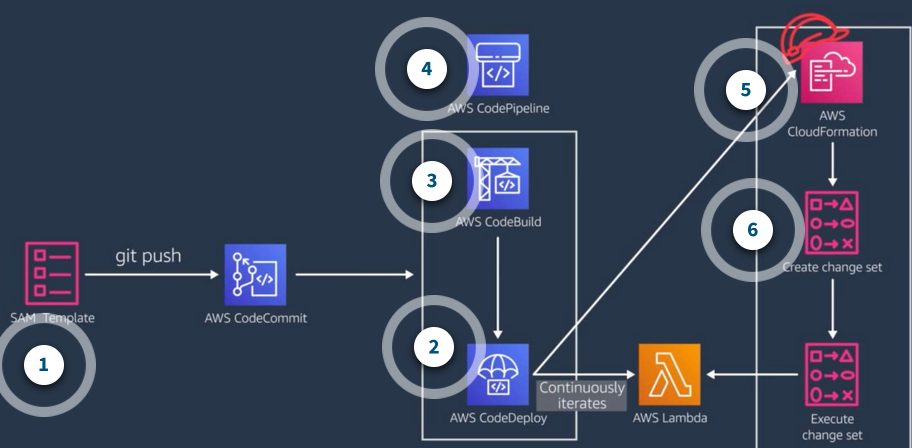 4
AWS CodePipeline
5
AWS
CloudFormation
3
AWS CodeBuild
6
Create change set
git push
SAM Template
AWS CodeCommit
1
2
AWS CodeDeploy
Continuously
iterates
AWS Lambda
Execute
change set